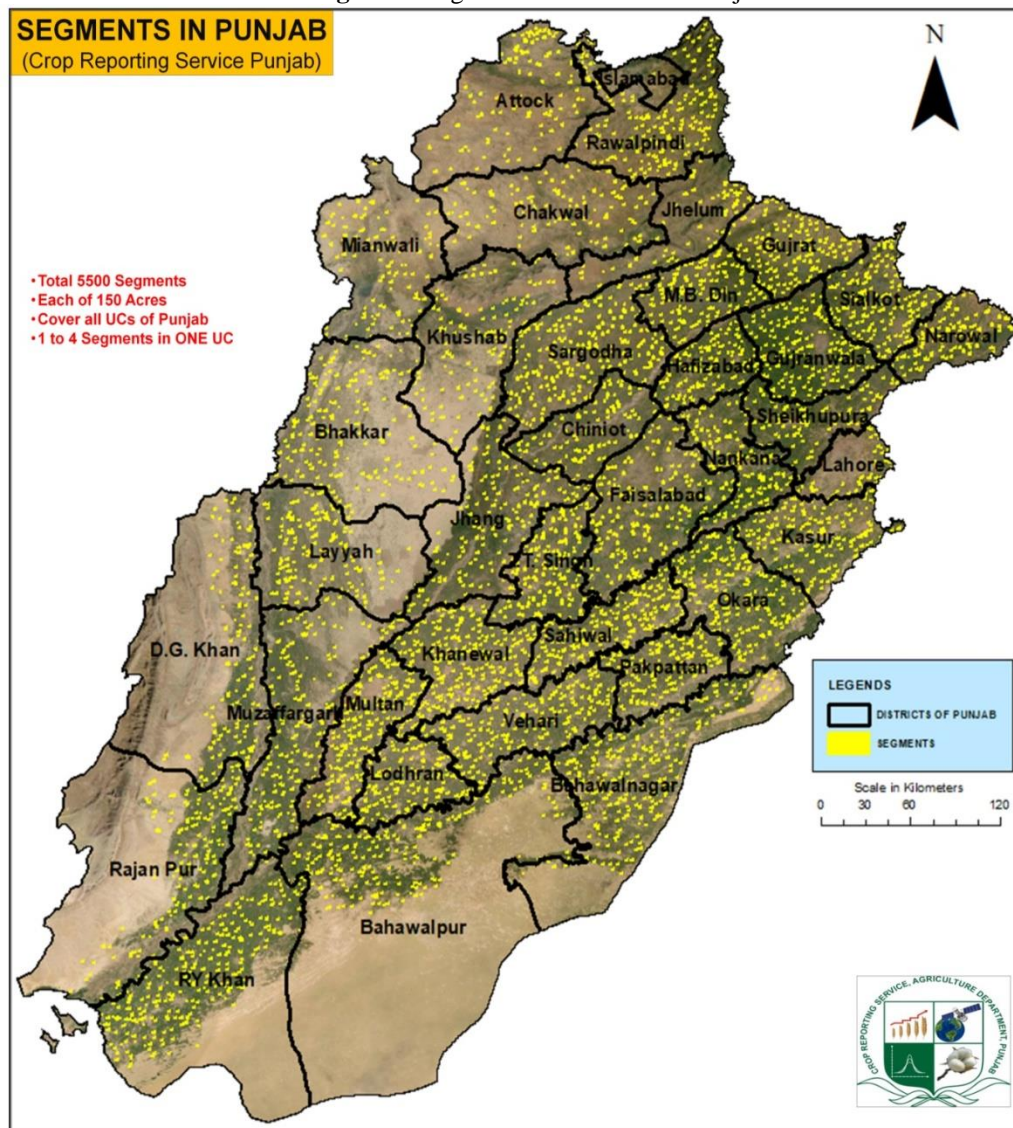 SEGMENTS IN PUNJAB
(Crop Reporting Service Punjab)
N
Islamabad
Attock
Rawalpindi
Chakwal
Jhelum
Mianwali
Gujrat
•Total 5500 Segments
•Each of 150 Acres
•Cover all UCs of Punjab
•1 to 4 Segments in ONE UC
M.B. Din
Sialkot
Khushab
Narowal
Sargodha
Hafizabad
Gujranwala
Sheikhupura
Bhakkar
Chiniot
Nankana
Lahore
Faisalabad
Jhang
Kasur
Layyah
T. Singh
Okara
D.G. Khan
Sahiwal
Khanewal
Pakpattan
Multan
Muzaffargarh
Vehari
LEGENDS
DISTRICTS OF PUNJAB
SEGMENTS
Lodhran
Bahawalnagar
Scale in Kilometers
0 30 60 120
Rajan Pur
Bahawalpur
RY Khan
CROP REPORTING SERVICE, AGRICULTURE DEPARTMENT, PUNJAB